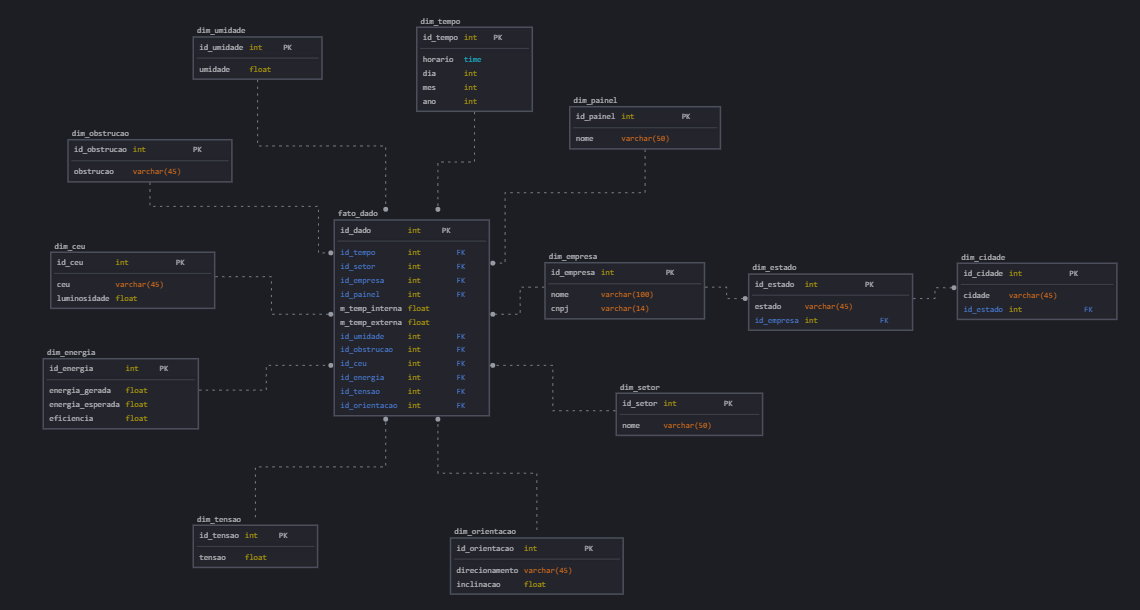 dim_umidade
id_umidade int PK
umidade float
dim_tempo
id_tempo int PK
horario time
dia int
mes int
ano int
dim_painel
id_painel int PK
nome varchar(50)
dim_obstrucao
id_obstrucao int PK
obstrucao varchar(45)
fato_dado
id_dado int PK
id_tempo int FK
id_setor int FK
id_empresa int FK
id_painel int FK
m_temp_interna float
m_temp_externa float
id_umidade int FK
id_obstrucao int FK
id_ceu int FK
id_energia int FK
id_tensao int FK
id_orientacao int FK
dim_ceu
id_ceu int PK
ceu varchar(45)
luminosidade float
dim_empresa
id_empresa int PK
nome varchar(100)
cnpj varchar(14)
dim_estado
id_estado int PK
estado varchar(45)
id_empresa int FK
dim_cidade
id_cidade int PK
cidade varchar(45)
id_estado int FK
dim_energia
id_energia int PK
energia_gerada float
energia_esperada float
eficiencia float
dim_setor
id_setor int PK
nome varchar(50)
dim_tensao
id_tensao int PK
tensao float
dim_orientacao
id_orientacao int PK
direcionamento varchar(45)
inclinacao float